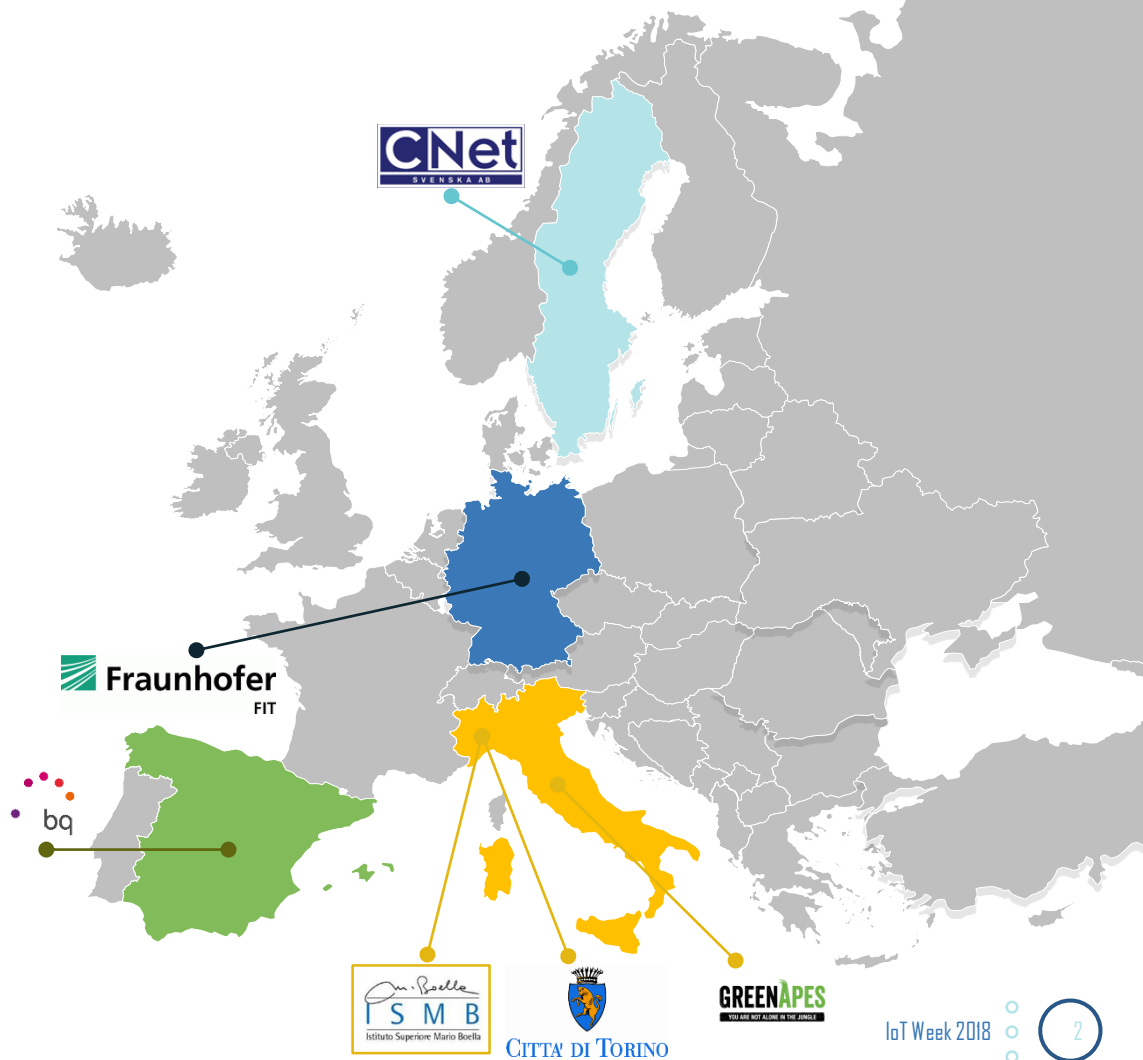 CNet
SVENSKA AB
Fraunhofer
FIT
bq
M. Boella
ISMB
Istituto Superiore Mario Boella
CITTA' DI TORINO
GREENAPES
YOU ARE NOT ALONE IN THE JUNGLE
IoT Week 2018
2